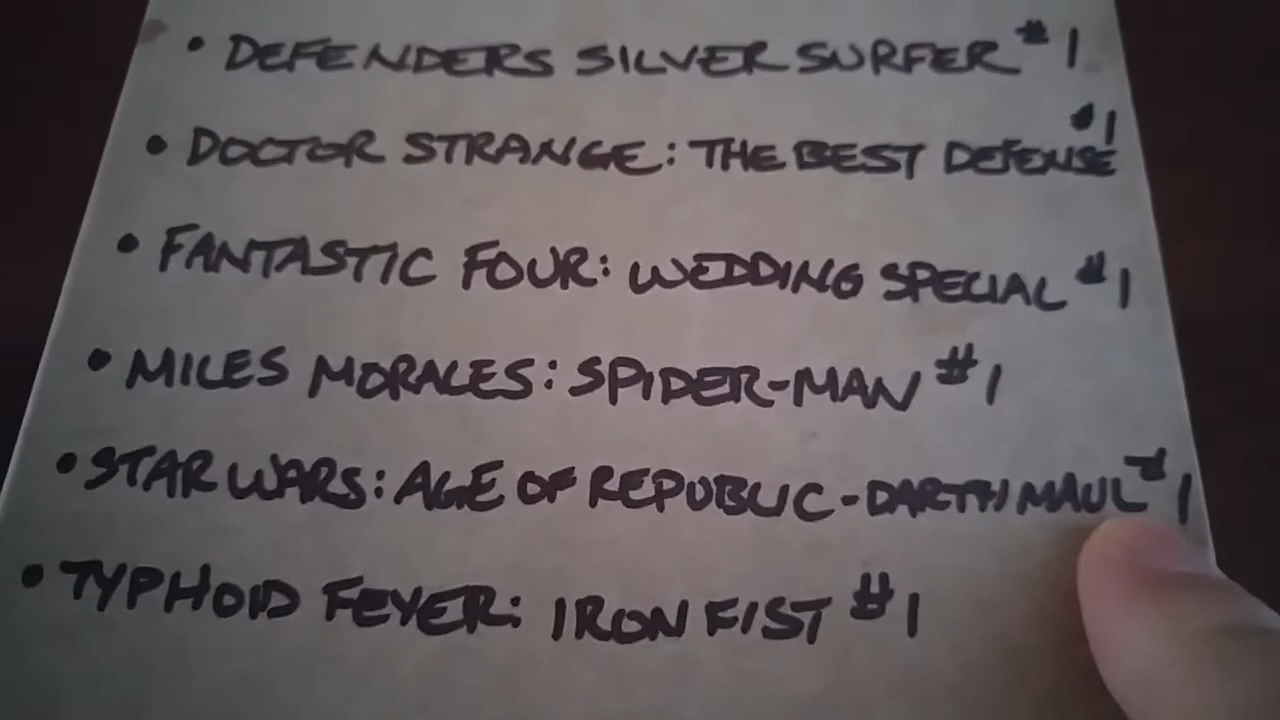 • DEFENDERS SILVER SURFER #1
• DOCTOR STRANGE: THE BEST DEFENSE #1
• FANTASTIC FOUR: WEDDING SPECIAL #1
• MILES MORALES: SPIDER-MAN #1
• STAR WARS: AGE OF REPUBLIC-DARTH MAUL #1
• TYPHOID FEVER: IRON FIST #1